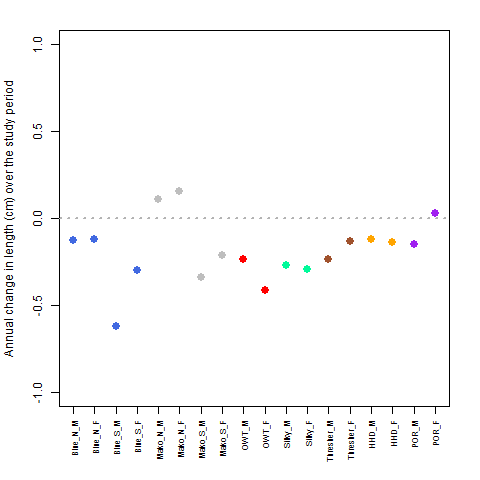 Annual change in length (cm) over the study period
1.0
0.5
0.0
-0.5
-1.0
Blue_N_M
Blue_N_F
Blue_S_M
Blue_S_F
Mako_N_M
Mako_N_F
Mako_S_M
Mako_S_F
OWT_M
OWT_F
Silky_M
Silky_F
Thresher_M
Thresher_F
HHD_M
HHD_F
POR_M
POR_F